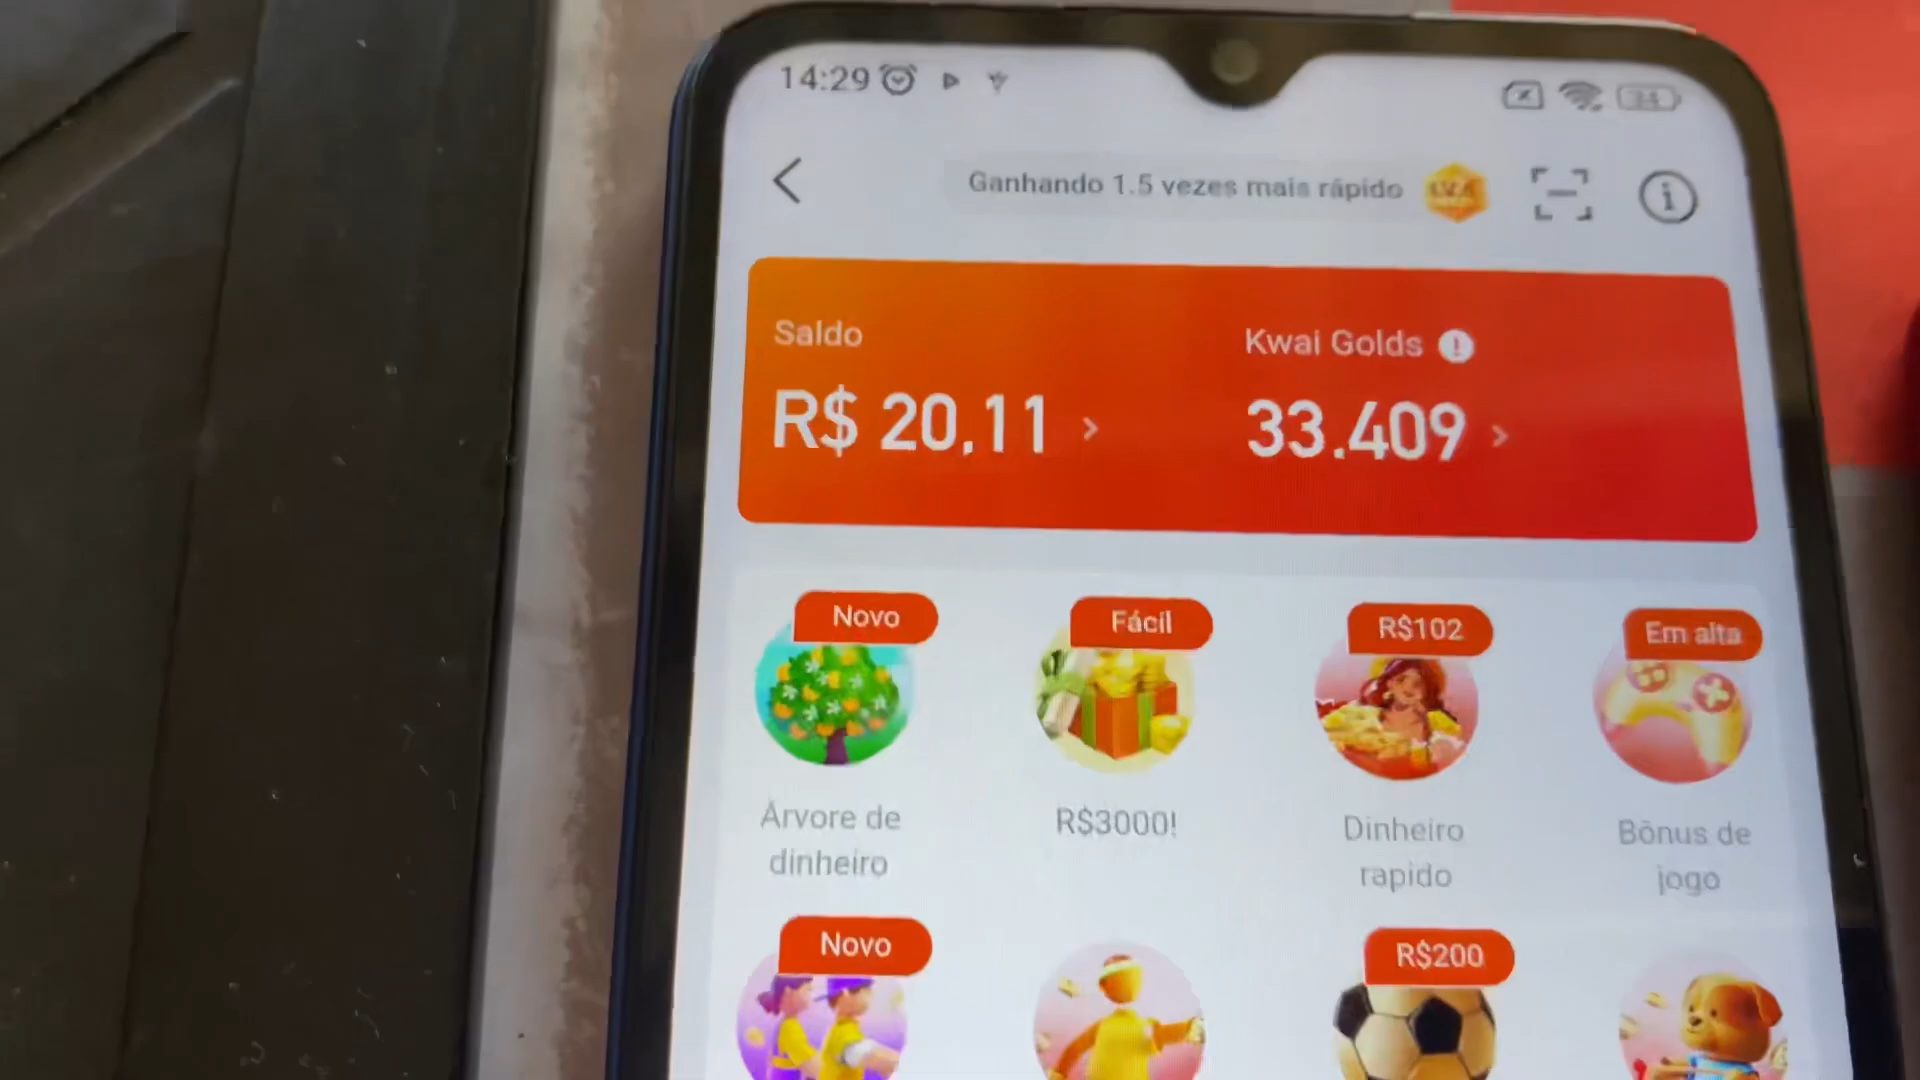 14:29
Ganhando 1.5 vezes mais rápido
Saldo
Kwai Golds
R$ 20,11
33.409
Novo
Fácil
R$102
Em alta
Árvore de dinheiro
R$3000!
Dinheiro rapido
Bônus de jogo
Novo
R$200